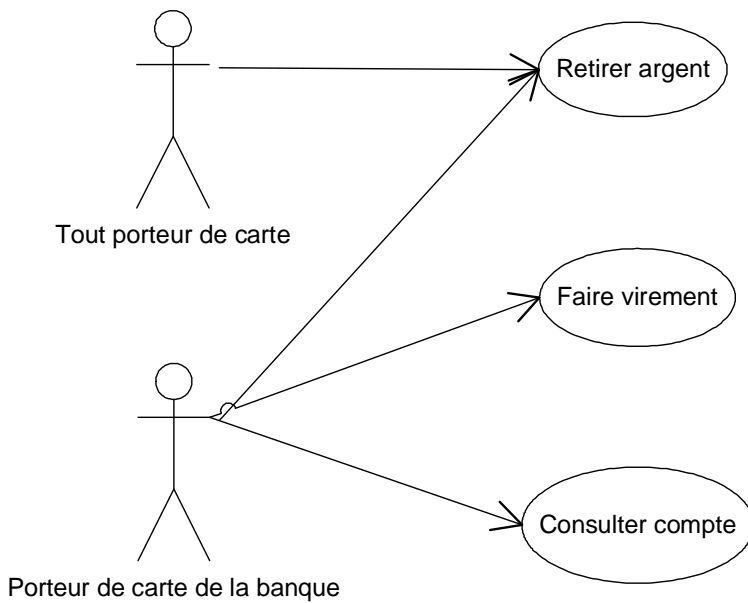 Retirer argent
Tout porteur de carte
Faire virement
Consulter compte
Porteur de carte de la banque